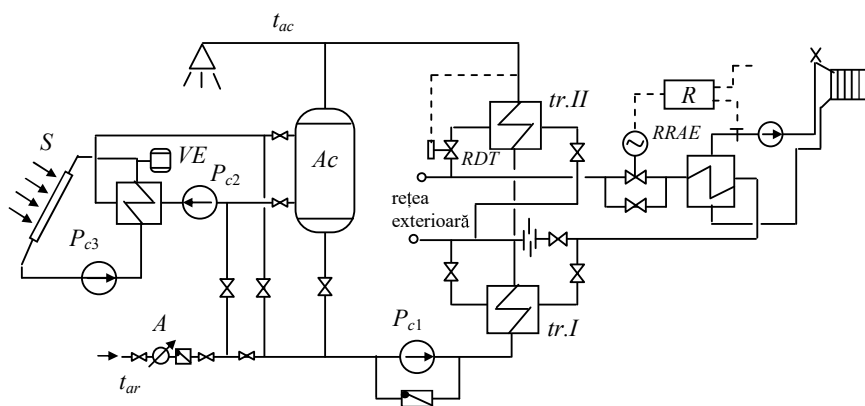 t_ac
S
VE
P_c2
Ac
tr.II
RDT
RRAE
R
rețea
exterioară
P_c3
A
t_ar
P_c1
tr.I